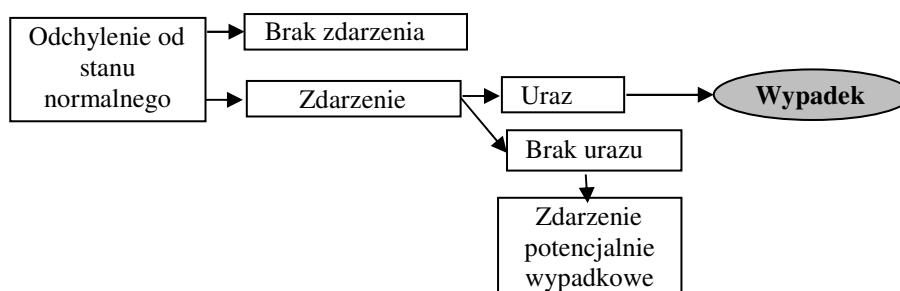 Odchylenie od
stanu
normalnego
Brak zdarzenia
Zdarzenie
Uraz
Wypadek
Brak urazu
Zdarzenie
potencjalnie
wypadkowe